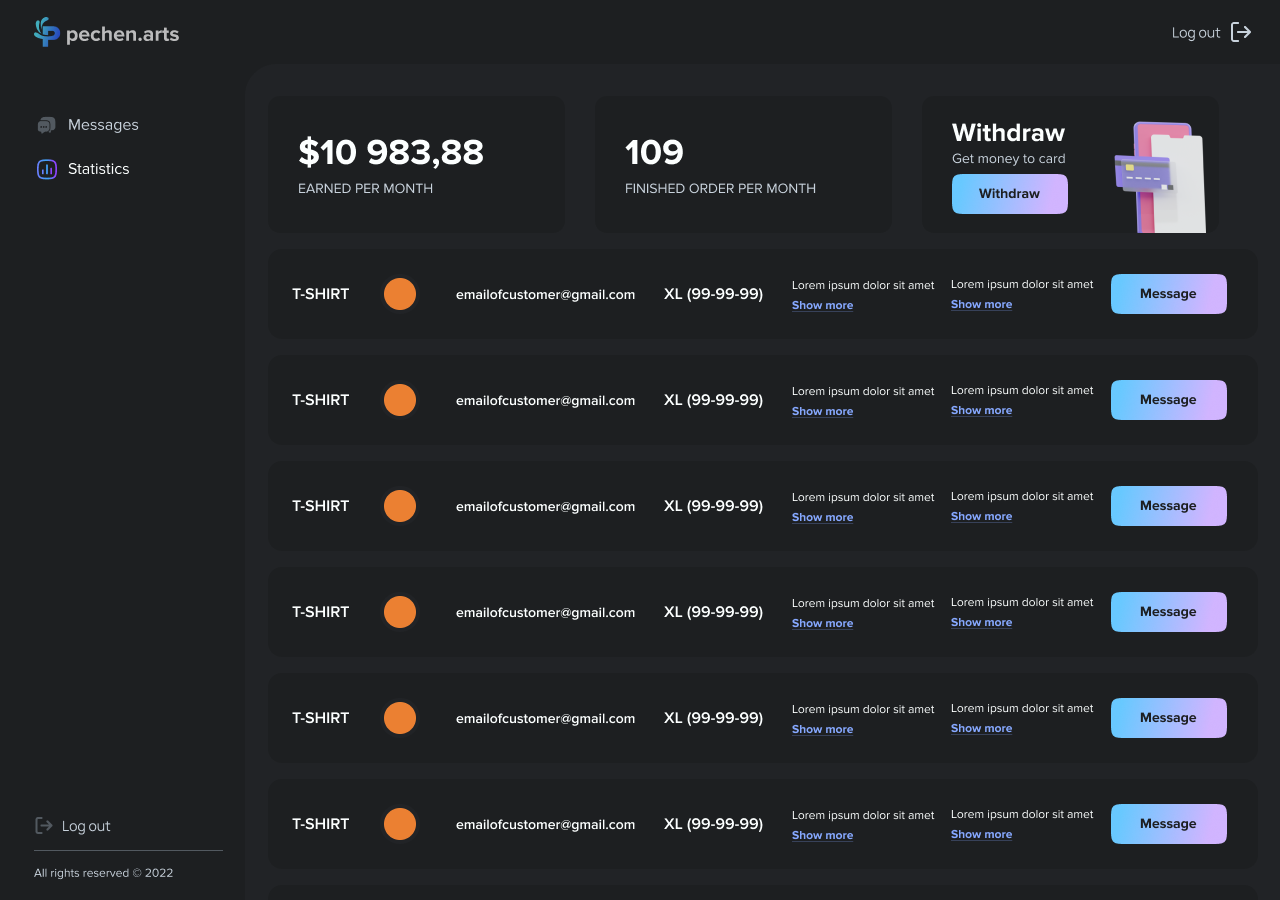 pechen.arts
Log out
Messages
Statistics
$10 983,88
EARNED PER MONTH
109
FINISHED ORDER PER MONTH
Withdraw
Get money to card
Withdraw
T-SHIRT emailofcustomer@gmail.com XL (99-99-99) Lorem ipsum dolor sit amet Lorem ipsum dolor sit amet Message
Show more Show more
T-SHIRT emailofcustomer@gmail.com XL (99-99-99) Lorem ipsum dolor sit amet Lorem ipsum dolor sit amet Message
Show more Show more
T-SHIRT emailofcustomer@gmail.com XL (99-99-99) Lorem ipsum dolor sit amet Lorem ipsum dolor sit amet Message
Show more Show more
T-SHIRT emailofcustomer@gmail.com XL (99-99-99) Lorem ipsum dolor sit amet Lorem ipsum dolor sit amet Message
Show more Show more
T-SHIRT emailofcustomer@gmail.com XL (99-99-99) Lorem ipsum dolor sit amet Lorem ipsum dolor sit amet Message
Show more Show more
T-SHIRT emailofcustomer@gmail.com XL (99-99-99) Lorem ipsum dolor sit amet Lorem ipsum dolor sit amet Message
Show more Show more
Log out
All rights reserved © 2022